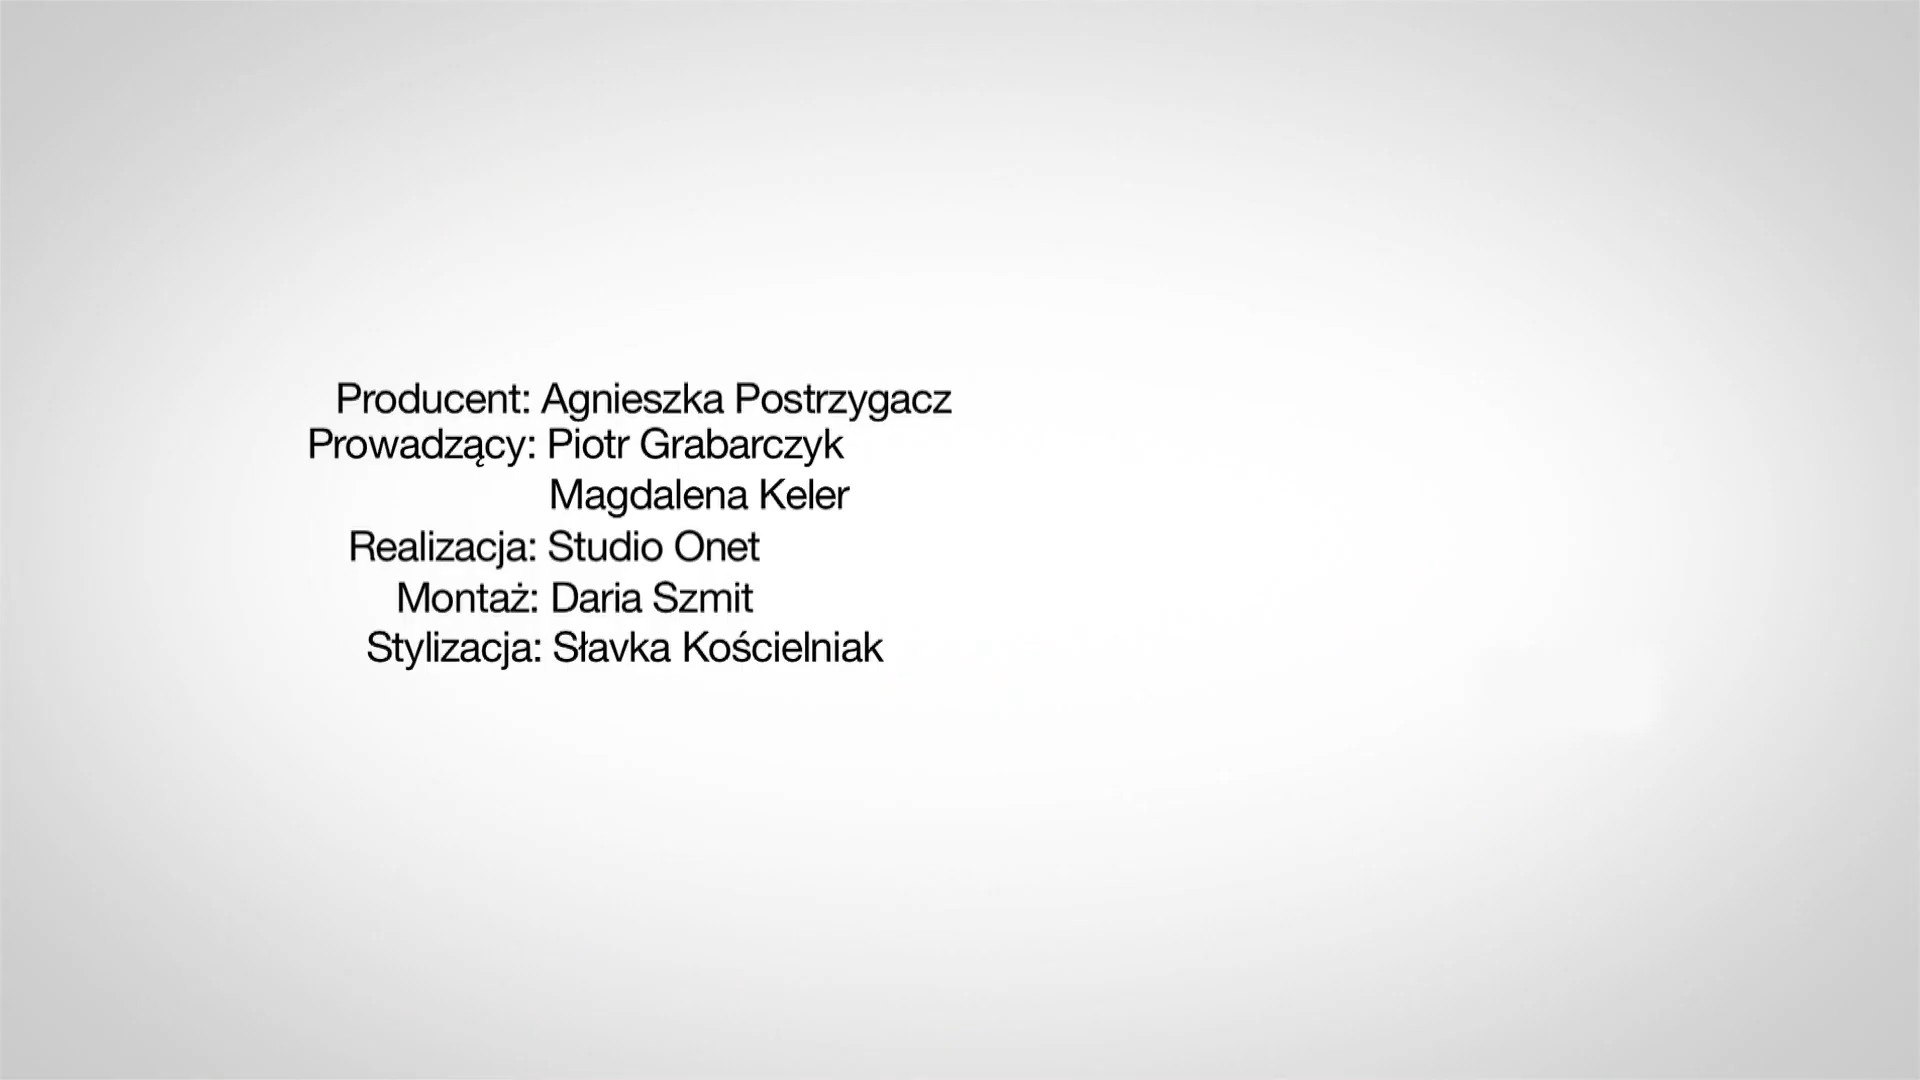 Producent: Agnieszka Postrzygacz
Prowadzący: Piotr Grabarczyk
Magdalena Keler
Realizacja: Studio Onet
Montaż: Daria Szmit
Stylizacja: Sławka Kościelniak